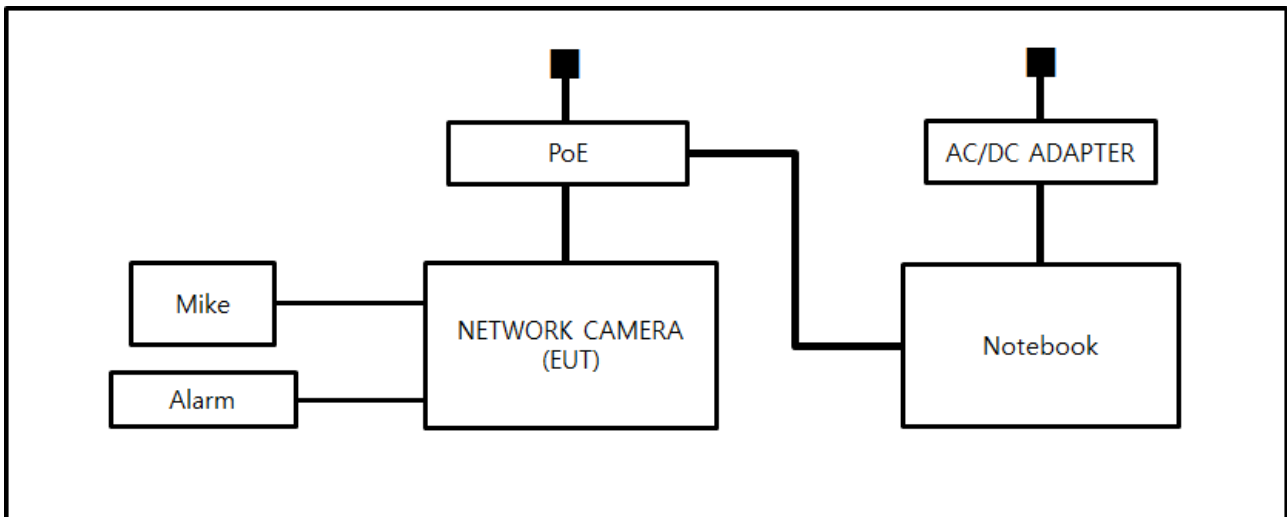 PoE
AC/DC ADAPTER
Mike
NETWORK CAMERA
(EUT)
Notebook
Alarm